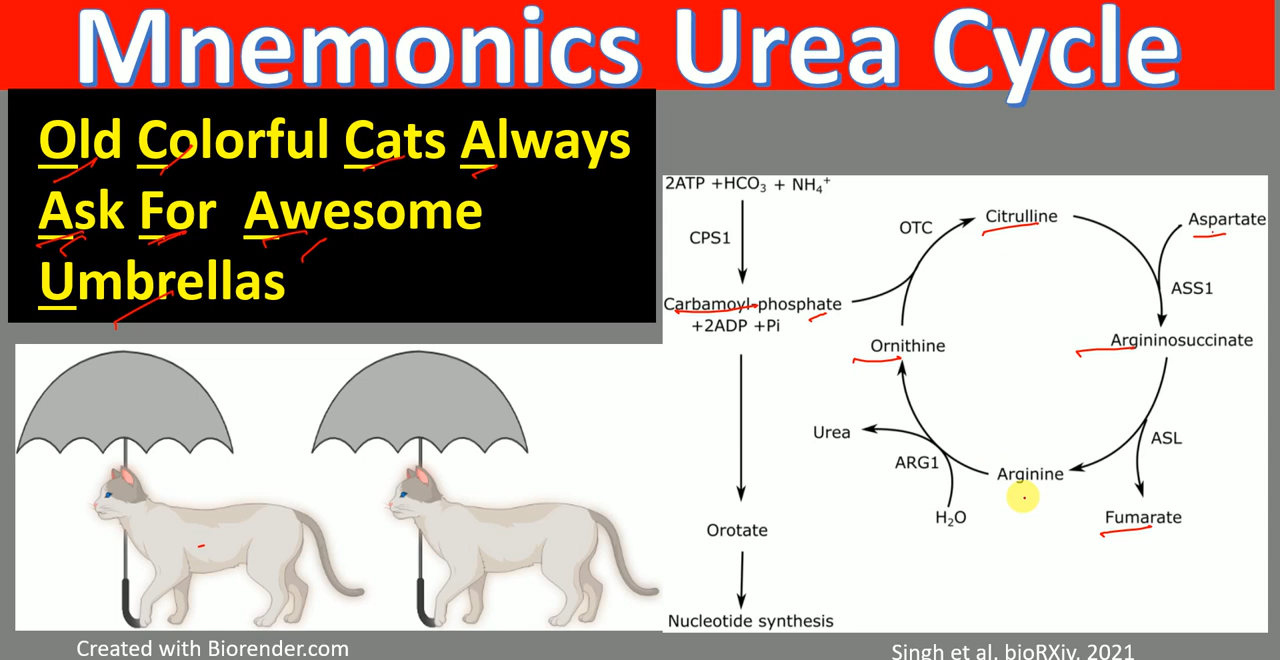 Mnemonics Urea Cycle
Old Colorful Cats Always
Ask For Awesome
Umbrellas
2ATP +HCO₃ + NH₄⁺
CPS1
Carbamoyl-phosphate
+2ADP +Pi
Orotate
Nucleotide synthesis
OTC
Citrulline
Aspartate
ASS1
Argininosuccinate
ASL
Fumarate
Arginine
H₂O
ARG1
Urea
Ornithine
Created with Biorender.com
Singh et al. bioRXiv, 2021